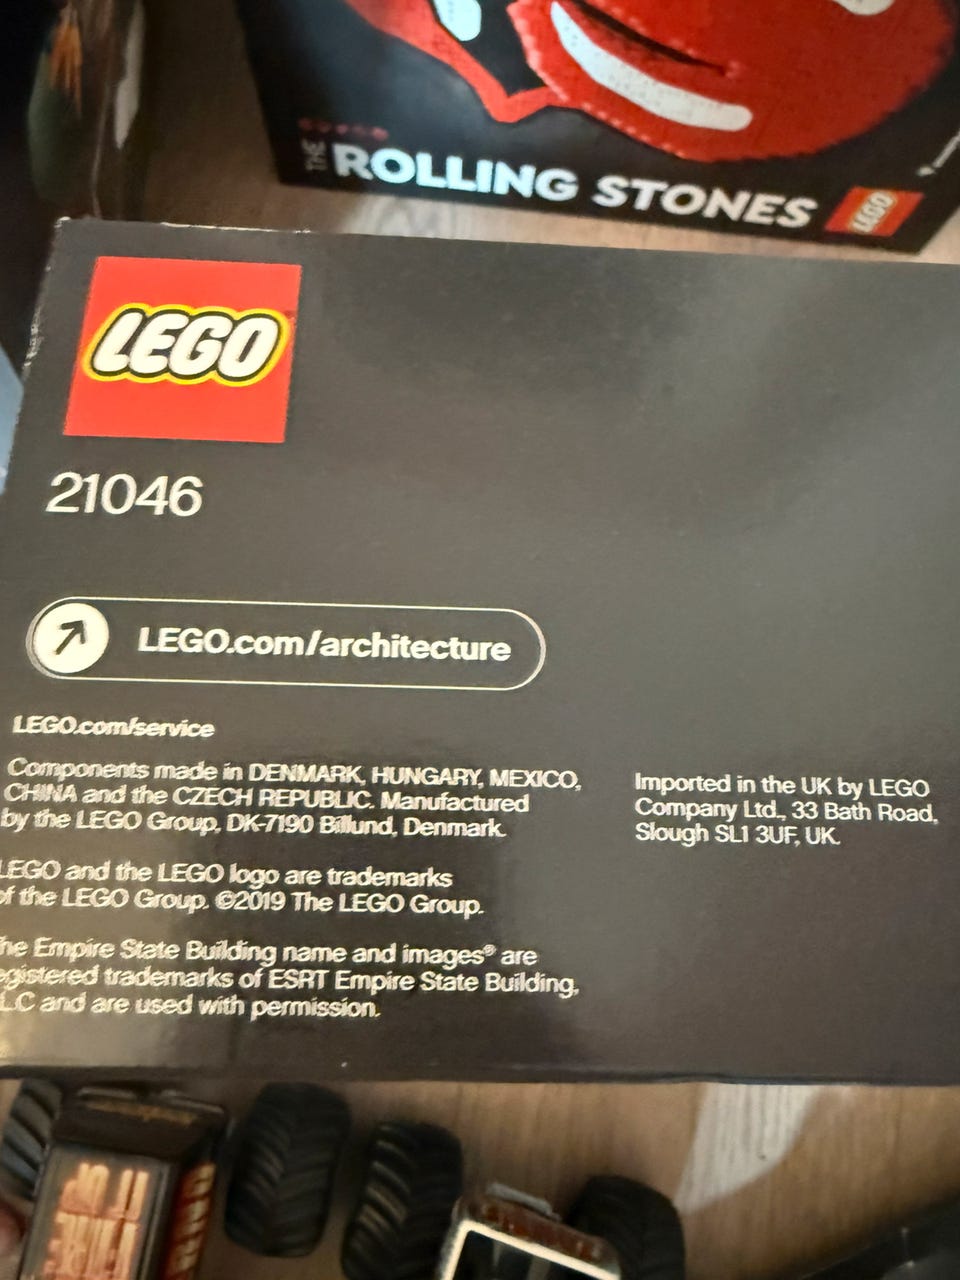 THE
ROLLING STONES
LEGO
LEGO
21046
LEGO.com/architecture
LEGO.com/service
Components made in DENMARK, HUNGARY, MEXICO,
CHINA and the CZECH REPUBLIC. Manufactured
by the LEGO Group, DK-7190 Billund, Denmark.
LEGO and the LEGO logo are trademarks
of the LEGO Group. ©2019 The LEGO Group.
he Empire State Building name and images® are
egistered trademarks of ESRT Empire State Building,
LC and are used with permission.
Imported in the UK by LEGO
Company Ltd., 33 Bath Road,
Slough SL1 3UF, UK.